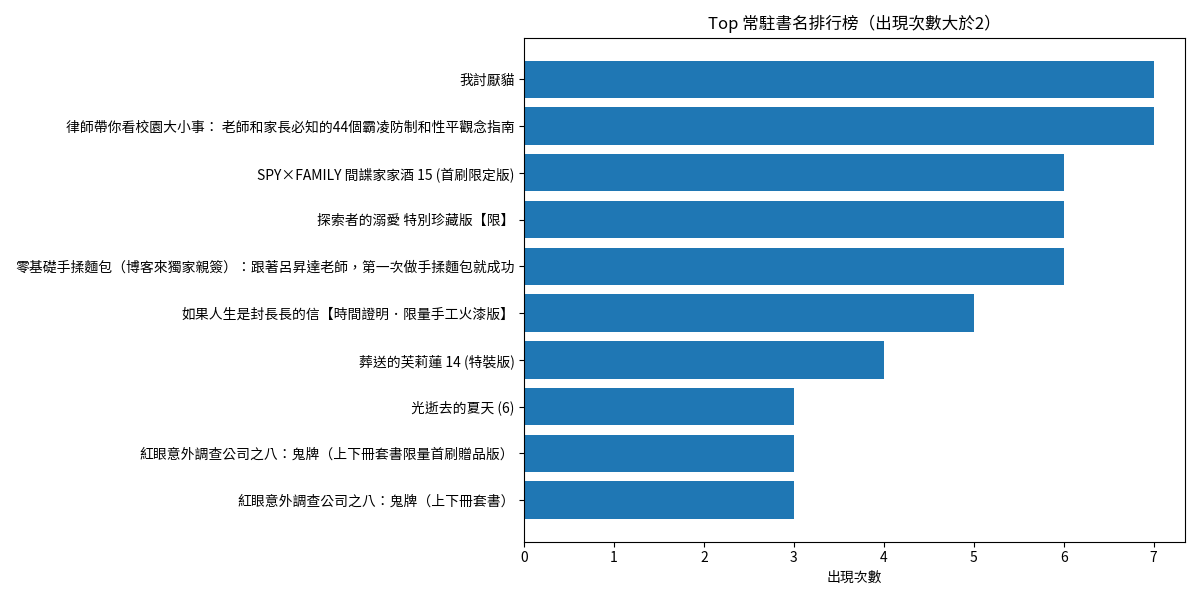 Top 常駐書名排行榜（出現次數大於2）
我討厭貓
律師帶你看校園大小事： 老師和家長必知的44個霸凌防制和性平觀念指南
SPY×FAMILY 間諜家家酒 15 (首刷限定版)
探索者的溺愛 特別珍藏版【限】
零基礎手揉麵包（博客來獨家親簽）：跟著呂昇達老師，第一次做手揉麵包就成功
如果人生是封長長的信【時間證明．限量手工火漆版】
葬送的芙莉蓮 14 (特裝版)
光逝去的夏天 (6)
紅眼意外調查公司之八：鬼牌（上下冊套書限量首刷贈品版）
紅眼意外調查公司之八：鬼牌（上下冊套書）
0 1 2 3 4 5 6 7
出現次數